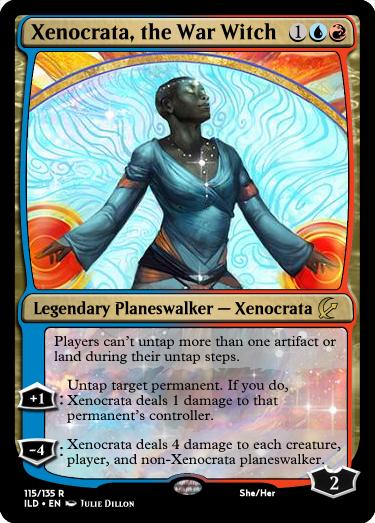 Xenocrata, the War Witch 1
Legendary Planeswalker — Xenocrata
Players can't untap more than one artifact or
land during their untap steps.
Untap target permanent. If you do,
+1: Xenocrata deals 1 damage to that
permanent's controller.
-4: Xenocrata deals 4 damage to each creature,
player, and non-Xenocrata planeswalker.
2
115/135 R She/Her
ILD • EN JULIE DILLON